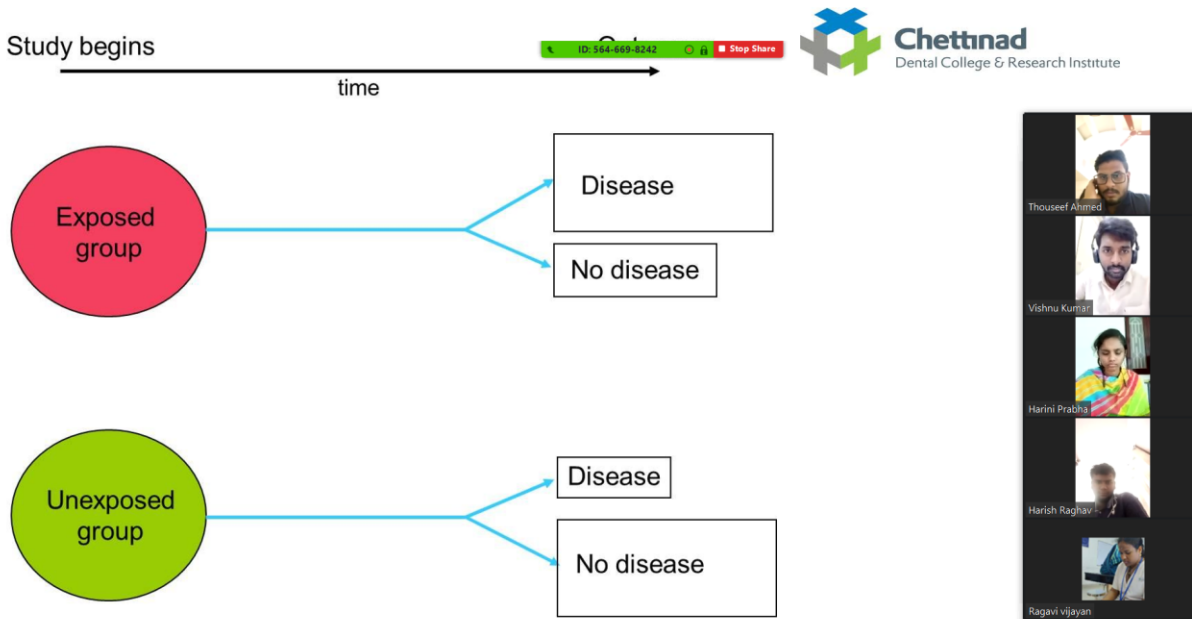 Study begins
ID: 564-669-8242
Stop Share
time
Chettinad
Dental College & Research Institute
Exposed
group
Disease
No disease
Unexposed
group
Disease
No disease
Thouseef Ahmed
Vishnu Kumar
Harini Prabha
Harish Raghav
Ragavi vijayan